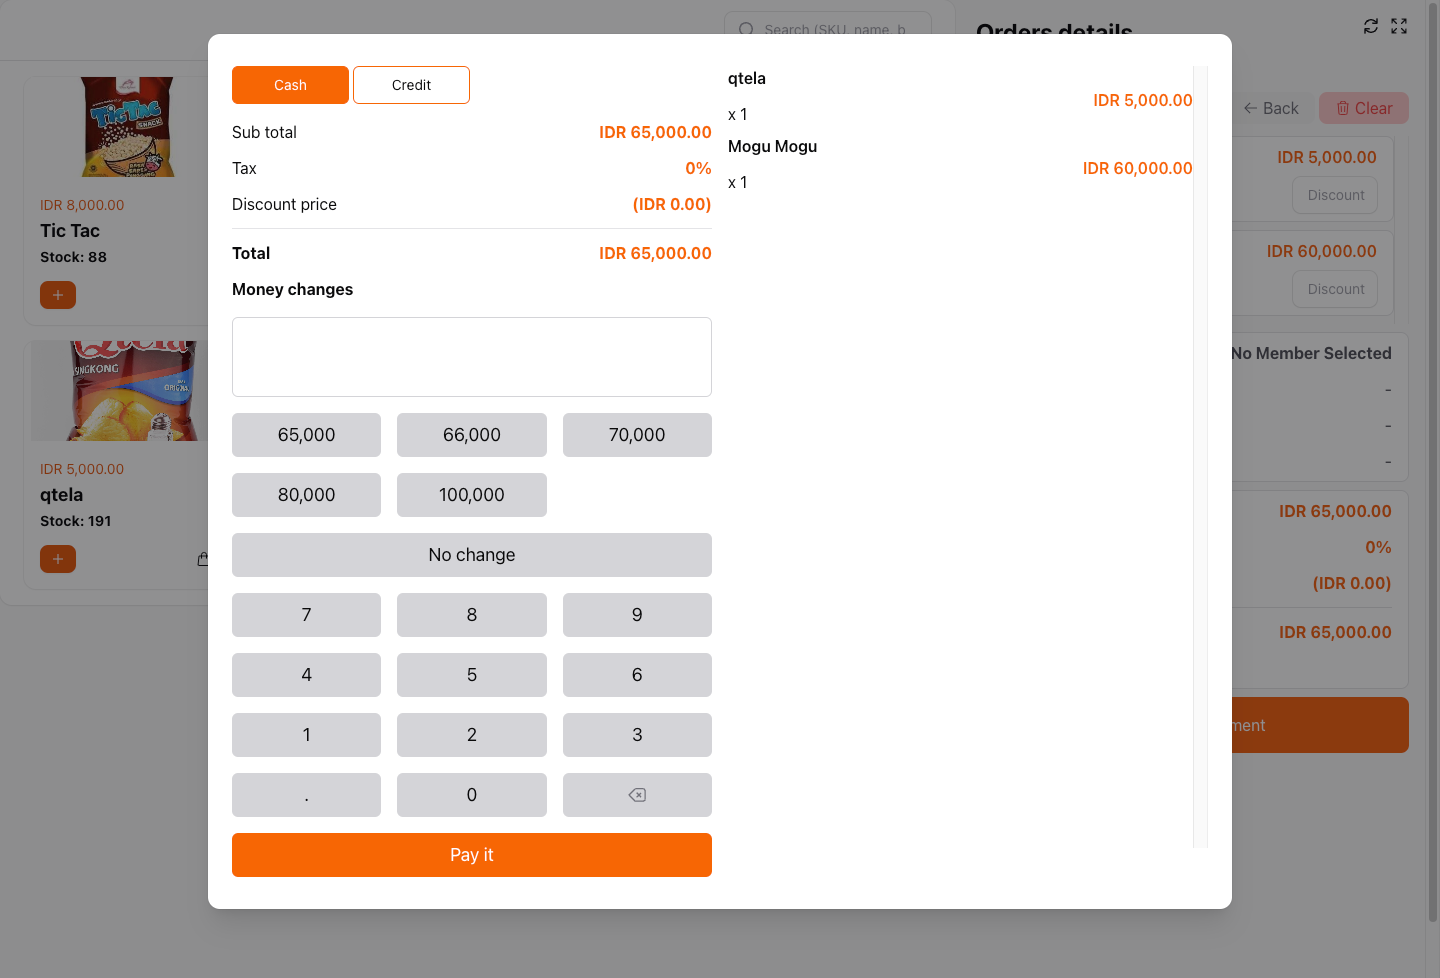 Search (SKU, name, b
Orders details
Back
Clear
TicTac
SNACK
IDR 8,000.00
Tic Tac
Stock: 88
+
Qtela
IDR 5,000.00
qtela
Stock: 191
+
Cash
Credit
Sub total
IDR 65,000.00
Tax
0%
Discount price
(IDR 0.00)
Total
IDR 65,000.00
Money changes
65,000
66,000
70,000
80,000
100,000
No change
7
8
9
4
5
6
1
2
3
.
0
Pay it
qtela
x 1
IDR 5,000.00
Mogu Mogu
x 1
IDR 60,000.00
IDR 5,000.00
Discount
IDR 60,000.00
Discount
No Member Selected
-
-
-
IDR 65,000.00
0%
(IDR 0.00)
IDR 65,000.00
ment